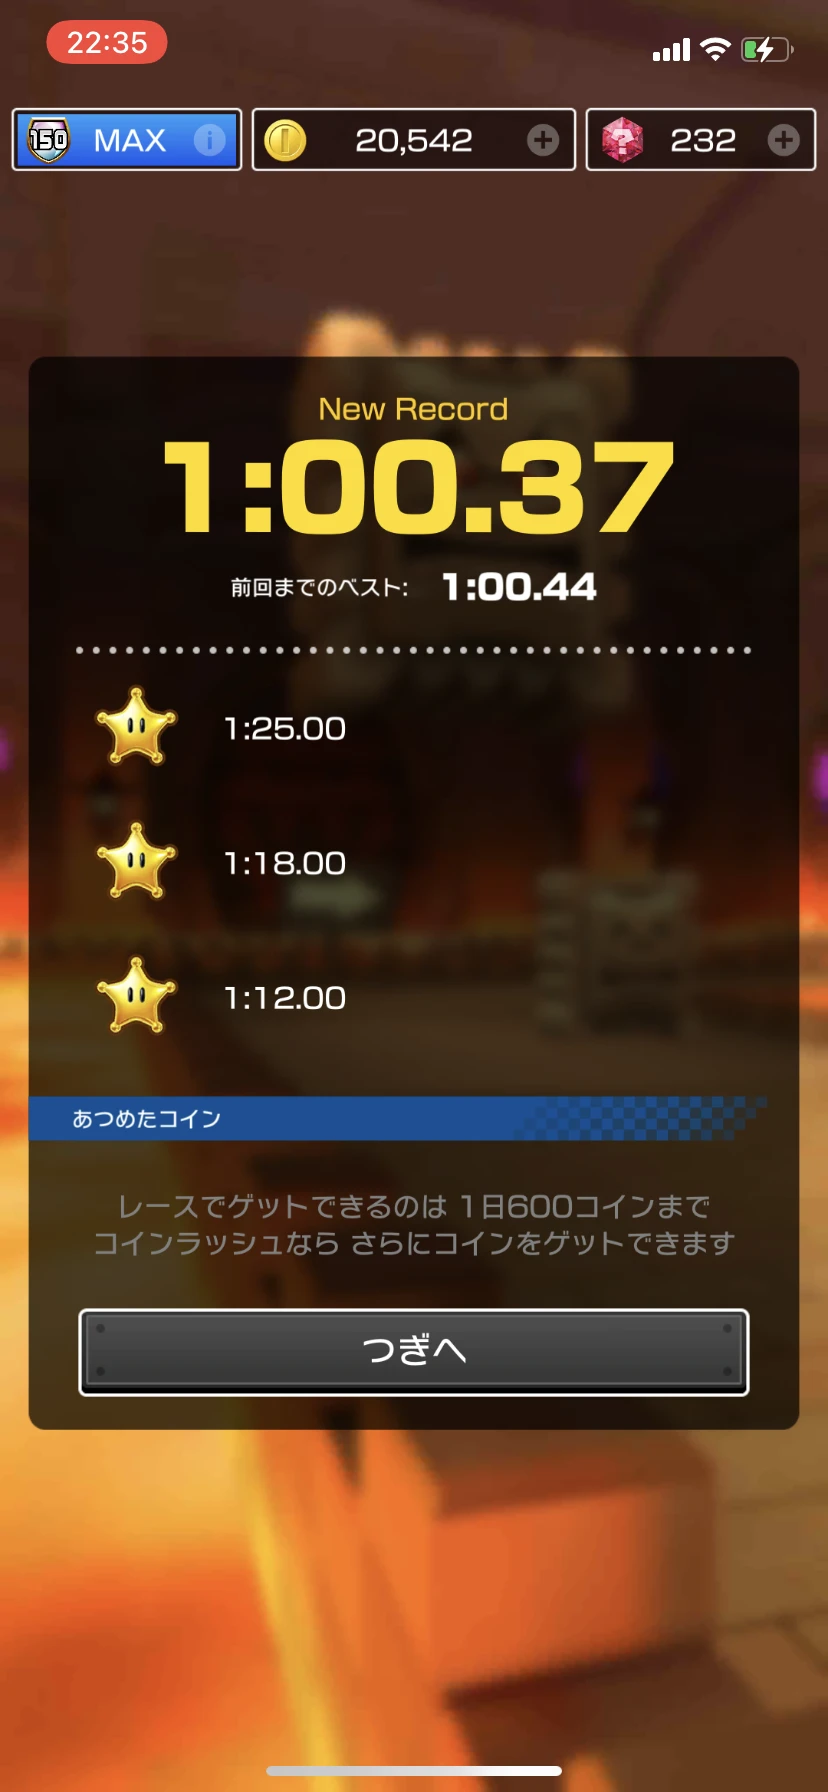 22:35
150 MAX i 20,542 + ? 232 +
New Record
1:00.37
前回までのベスト: 1:00.44
1:25.00
1:18.00
1:12.00
あつめたコイン
レースでゲットできるのは 1日600コインまで
コインラッシュなら さらにコインをゲットできます
つぎへ